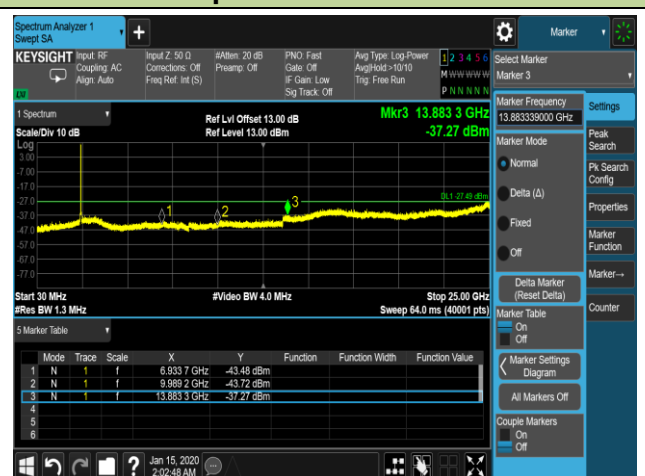 Spectrum Analyzer 1
Swept SA
Marker
KEYSIGHT
Input: RF
Coupling: AC
Align: Auto
Input Z: 50 Ω
Corrections: Off
Freq Ref: Int (S)
#Atten: 20 dB
Preamp: Off
PNO: Fast
Gate: Off
IF Gain: Low
Sig Track: Off
Avg Type: Log-Power
Avg|Hold:>10/10
Trig: Free Run
1 2 3 4 5 6
M W W W W W
P N N N N N
LXI
Select Marker
Marker 3
1 Spectrum
Scale/Div 10 dB
Ref Lvl Offset 13.00 dB
Ref Level 13.00 dBm
Mkr3 13.883 3 GHz
-37.27 dBm
Log
3.00
-7.00
-17.0
-27.0
-37.0
-47.0
-57.0
-67.0
-77.0
DL1 -27.49 dBm
1
2
3
Start 30 MHz
#Res BW 1.3 MHz
#Video BW 4.0 MHz
Stop 25.00 GHz
Sweep 64.0 ms (40001 pts)
5 Marker Table
Mode Trace Scale X Y Function Function Width Function Value
1 N 1 f 6.933 7 GHz -43.48 dBm
2 N 1 f 9.989 2 GHz -43.72 dBm
3 N 1 f 13.883 3 GHz -37.27 dBm
4
5
6
Marker Frequency
13.883339000 GHz
Marker Mode
Normal
Delta (Δ)
Fixed
Off
Delta Marker
(Reset Delta)
Marker Table
On
Off
Marker Settings
Diagram
All Markers Off
Couple Markers
On
Off
Settings
Peak
Search
Pk Search
Config
Properties
Marker
Function
Marker→
Counter
?
Jan 15, 2020
2:02:48 AM